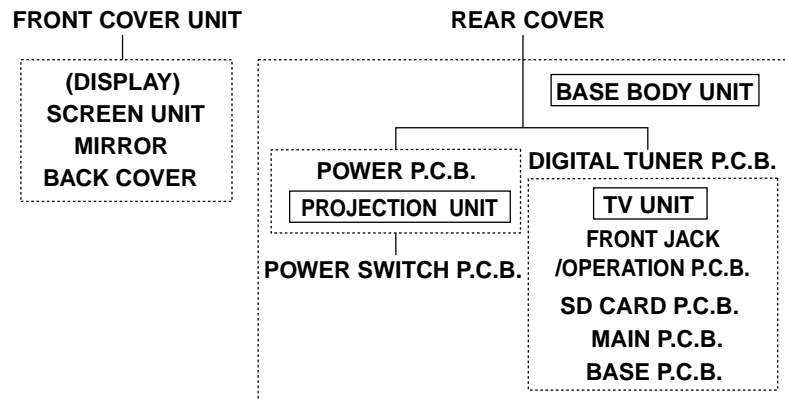 FRONT COVER UNIT
(DISPLAY)
SCREEN UNIT
MIRROR
BACK COVER
REAR COVER
BASE BODY UNIT
POWER P.C.B.
PROJECTION UNIT
POWER SWITCH P.C.B.
DIGITAL TUNER P.C.B.
TV UNIT
FRONT JACK
/OPERATION P.C.B.
SD CARD P.C.B.
MAIN P.C.B.
BASE P.C.B.